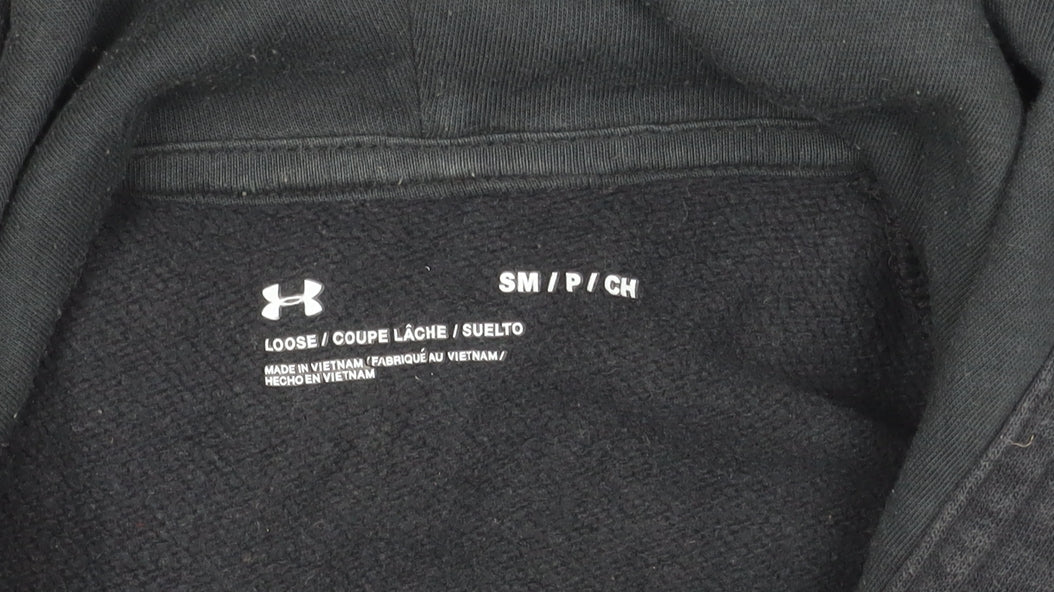 SM / P / CH
LOOSE / COUPE LÂCHE / SUELTO
MADE IN VIETNAM / FABRIQUÉ AU VIETNAM /
HECHO EN VIETNAM